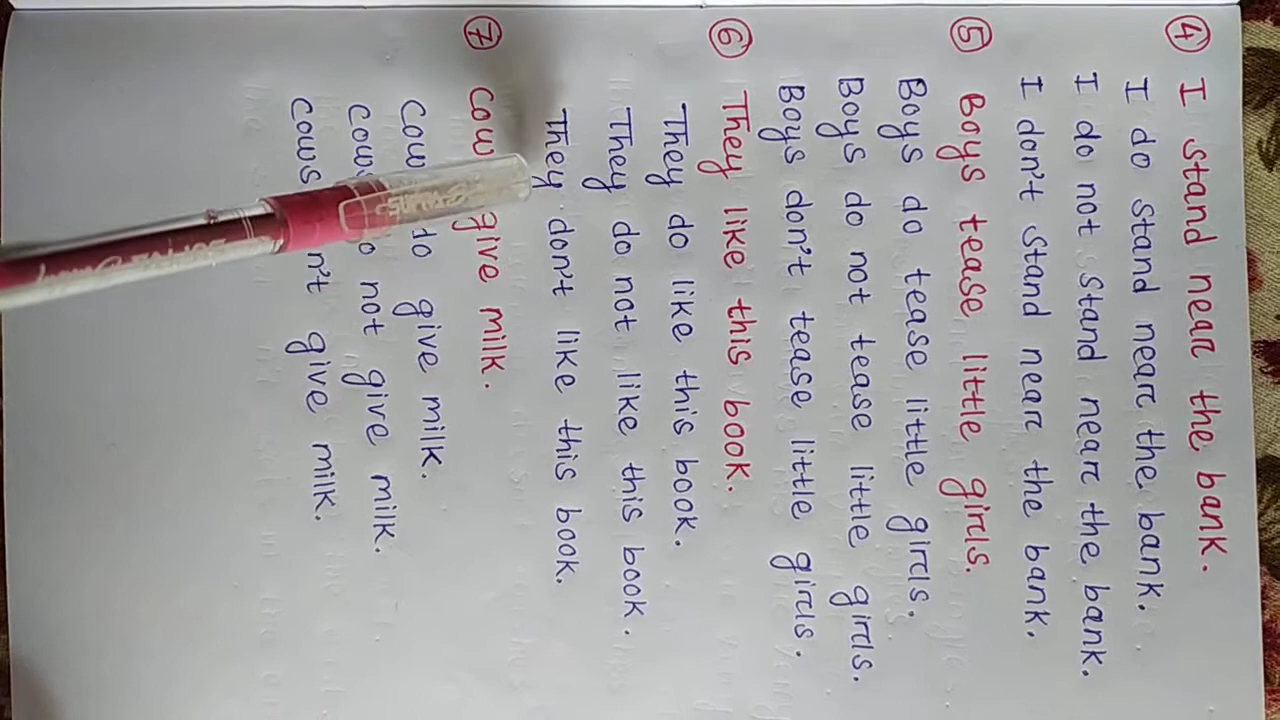 ④ I stand near the bank.
I do stand near the bank.
I do not stand near the bank.
I don't stand near the bank.
⑤ Boys tease little girls.
Boys do tease little girls.
Boys do not tease little girls.
Boys don't tease little girls.
⑥ They like this book.
They do like this book.
They do not like this book.
They don't like this book.
⑦ Cow give milk.
Cow do give milk.
Cows o not give milk.
Cows n't give milk.